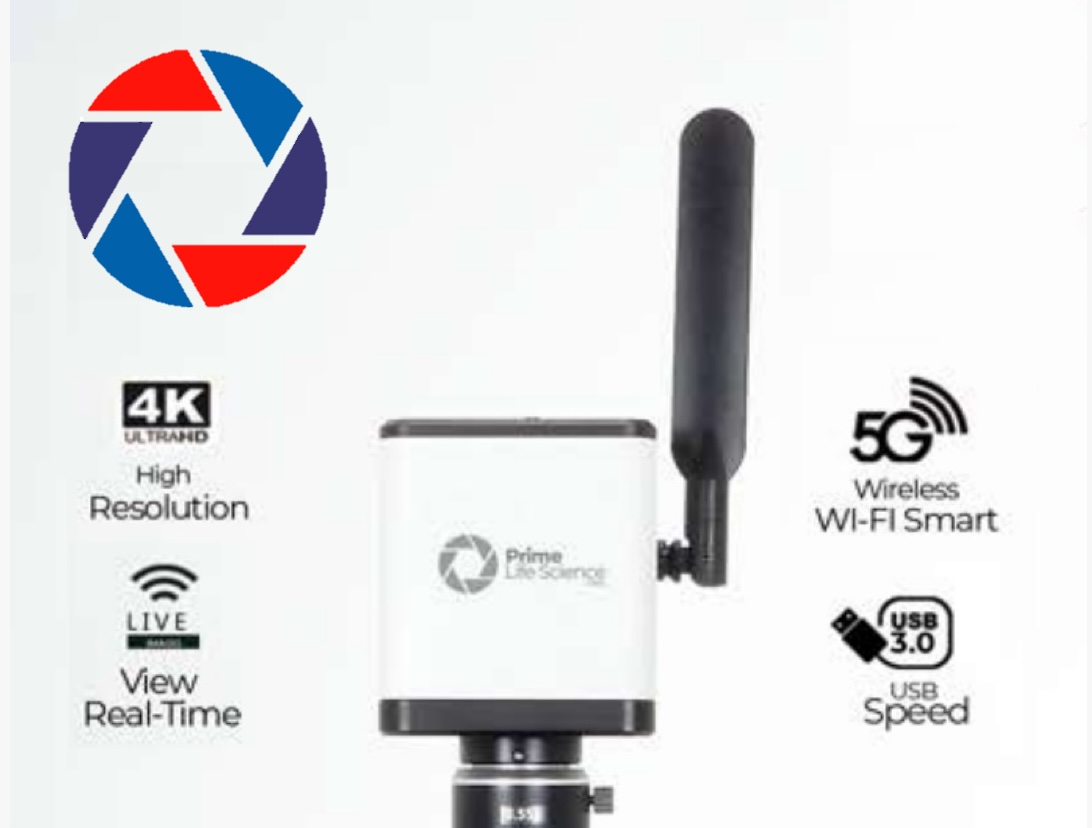 4K
ULTRAHD
High
Resolution
LIVE
View
Real-Time
Prime
Life Science
5G
Wireless
WI-FI Smart
USB
3.0
USB
Speed